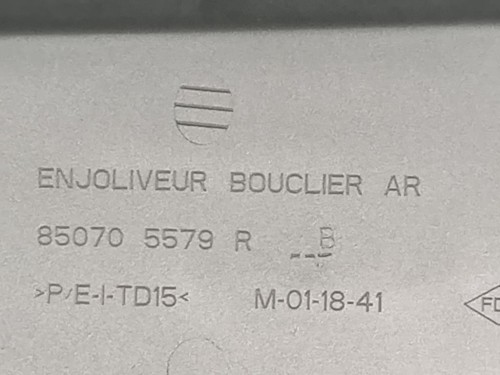 ENJOLIVEUR BOUCLIER AR
85070 5579 R B
>P/E-I-TD15< M-01-18-41